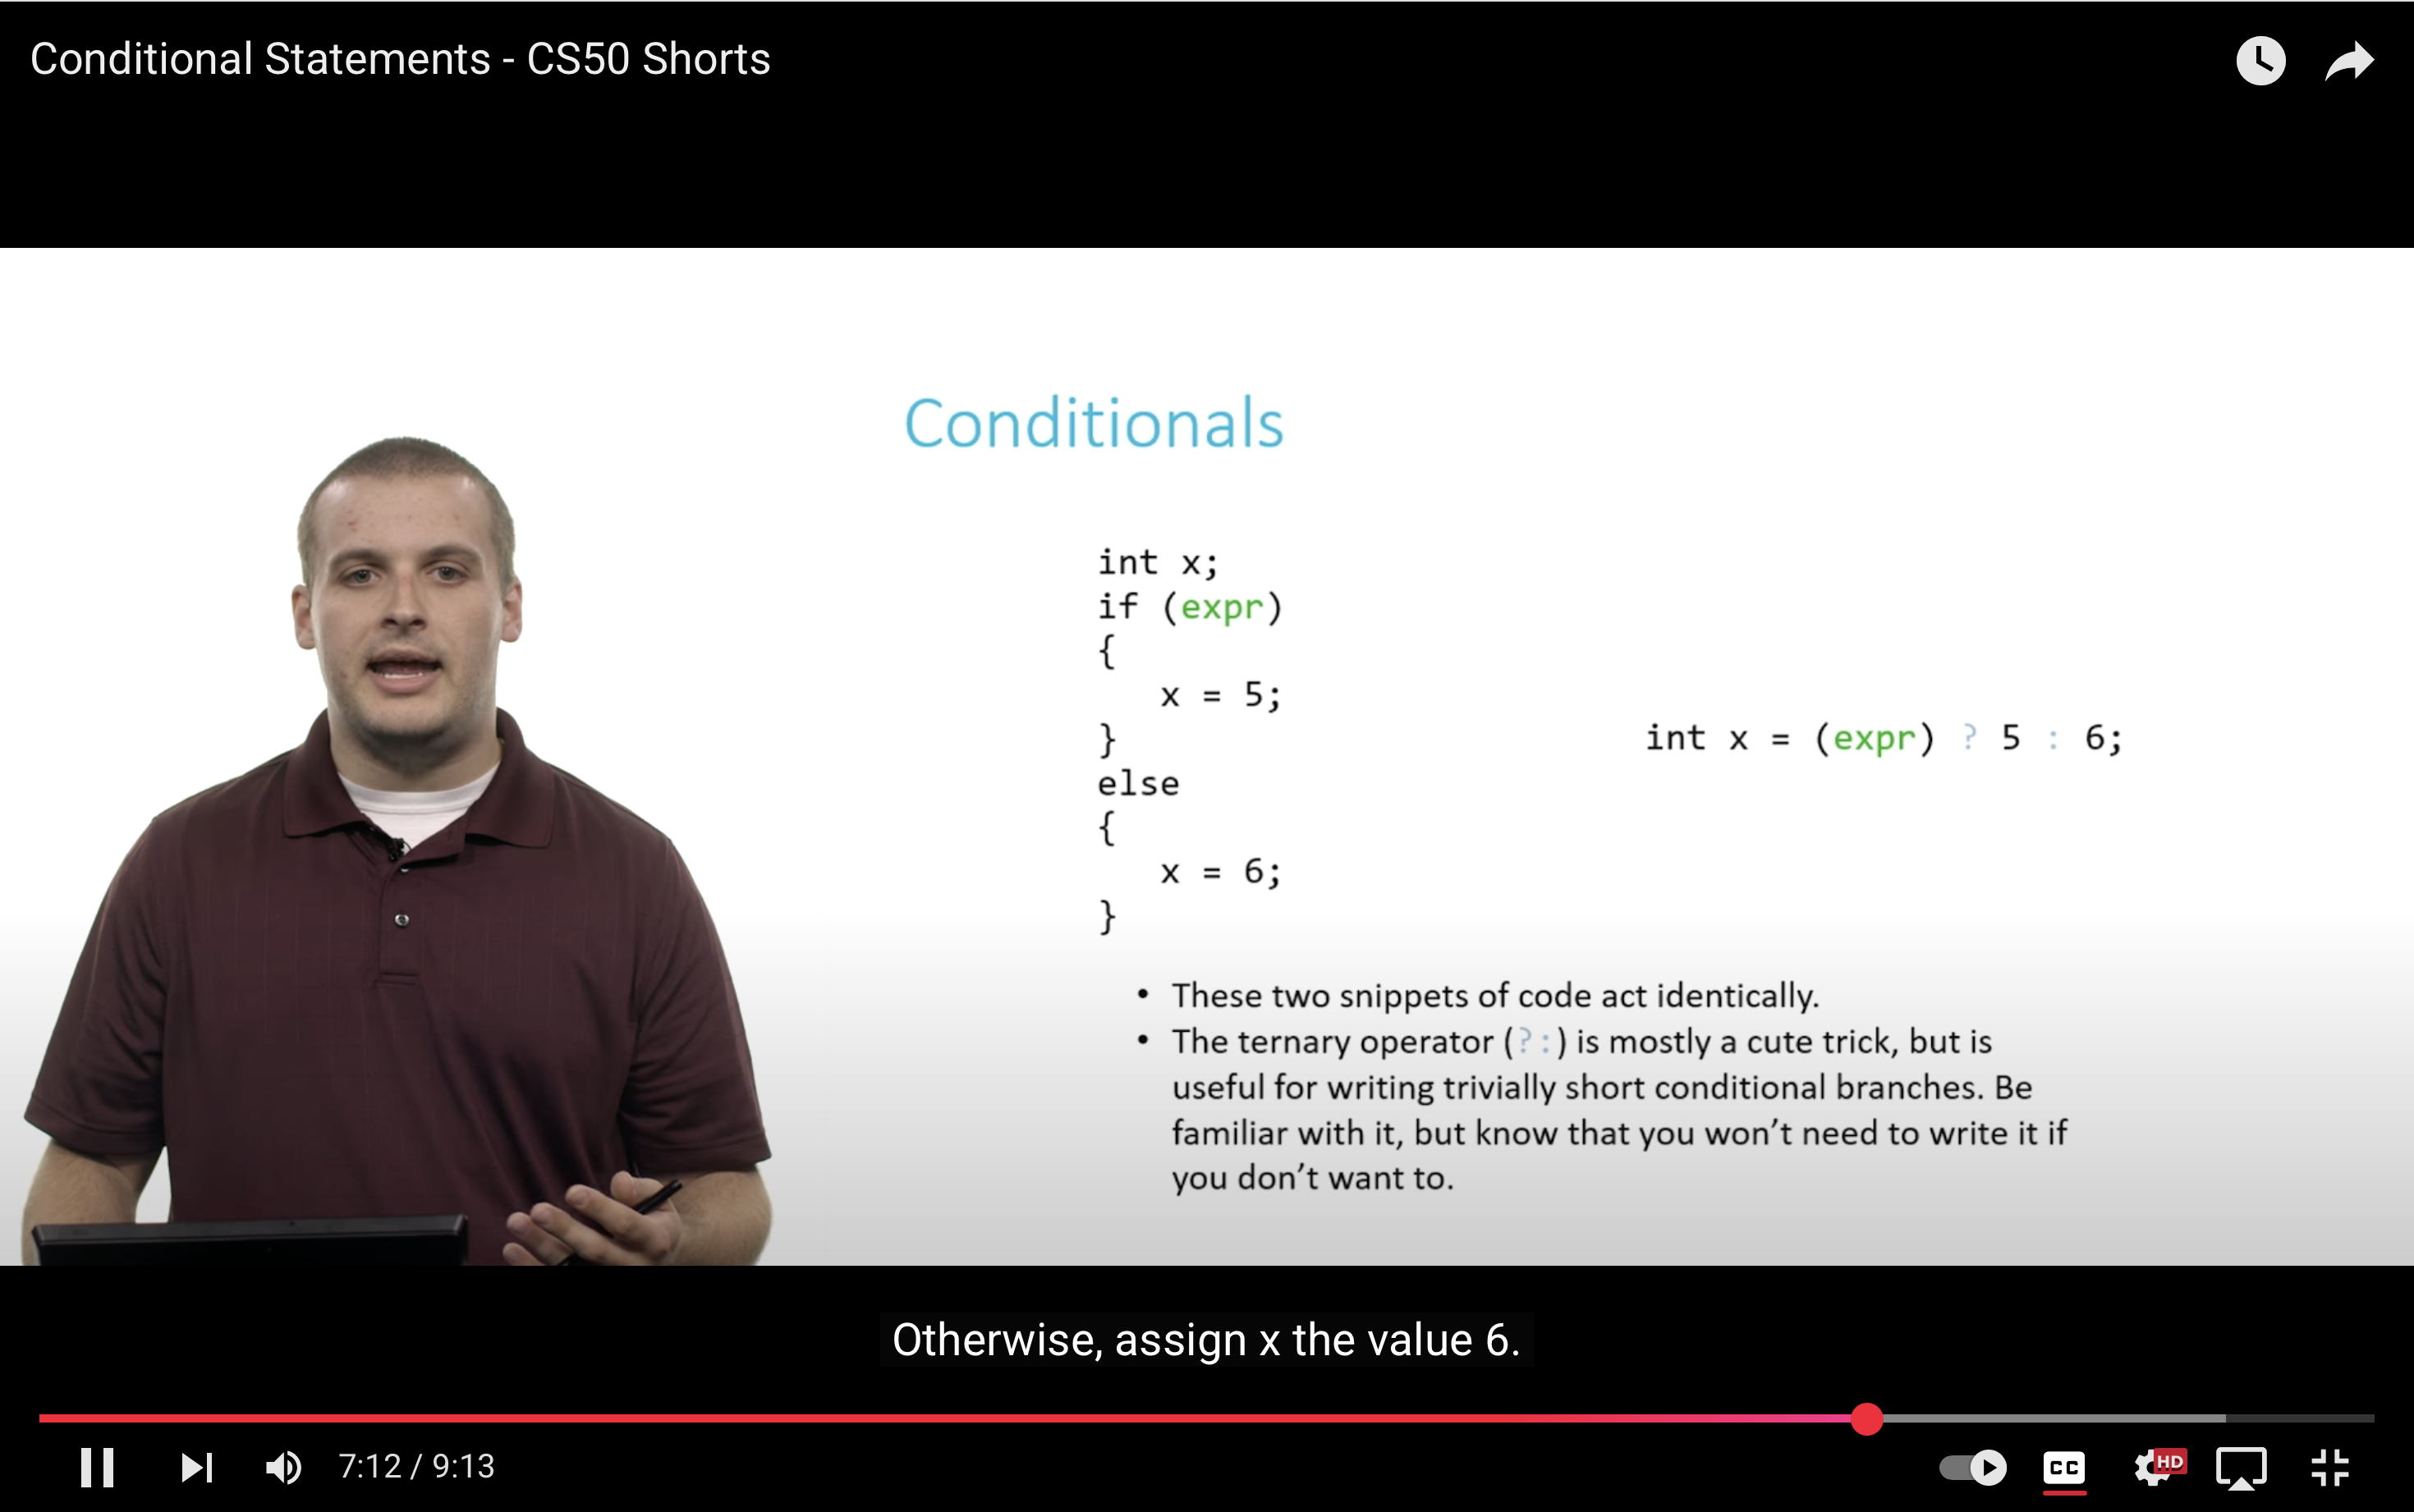 Conditional Statements - CS50 Shorts
Conditionals
int x;
if (expr)
{
x = 5;
}
else
{
x = 6;
}
int x = (expr) ? 5 : 6;
• These two snippets of code act identically.
• The ternary operator (?:) is mostly a cute trick, but is
useful for writing trivially short conditional branches. Be
familiar with it, but know that you won’t need to write it if
you don’t want to.
Otherwise, assign x the value 6.
7:12 / 9:13
CC
HD